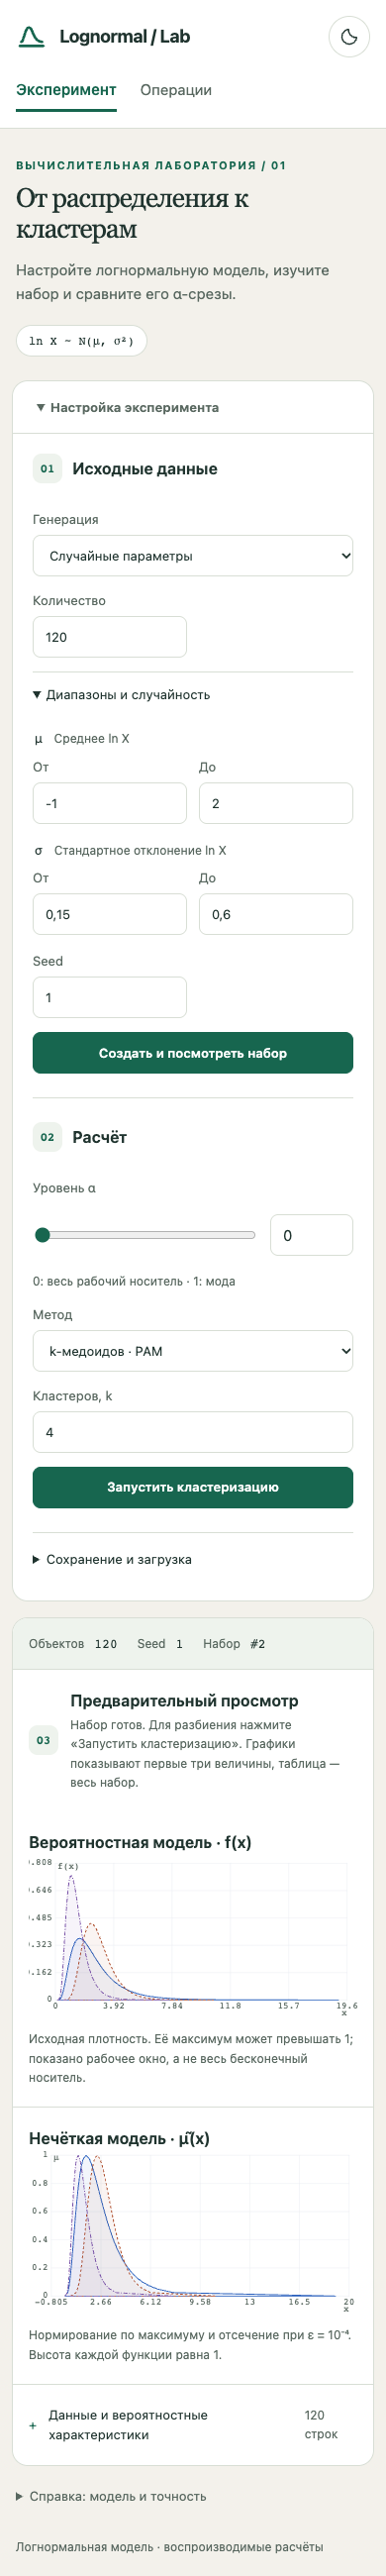 Lognormal / Lab
Эксперимент Операции
ВЫЧИСЛИТЕЛЬНАЯ ЛАБОРАТОРИЯ / 01
От распределения к
кластерам
Настройте логнормальную модель, изучите
набор и сравните его α-срезы.
ln X ~ N(μ, σ²)
▼ Настройка эксперимента
01 Исходные данные
Генерация
Случайные параметры
Количество
120
▼ Диапазоны и случайность
μ Среднее ln X
От До
-1 2
σ Стандартное отклонение ln X
От До
0,15 0,6
Seed
1
Создать и посмотреть набор
02 Расчёт
Уровень α
0
0: весь рабочий носитель · 1: мода
Метод
k-медоидов · PAM
Кластеров, k
4
Запустить кластеризацию
▶ Сохранение и загрузка
Объектов 120 Seed 1 Набор #2
03 Предварительный просмотр
Набор готов. Для разбиения нажмите
«Запустить кластеризацию». Графики
показывают первые три величины, таблица —
весь набор.
Вероятностная модель · f(x)
f(x)
.808
.646
.485
.323
.162
0
0 3.92 7.84 11.8 15.7 19.6
x
Исходная плотность. Её максимум может превышать 1;
показано рабочее окно, а не весь бесконечный
носитель.
Нечёткая модель · μ̃(x)
μ
1
0.8
0.6
0.4
0.2
0
−0.805 2.66 6.12 9.58 13 16.5 20
x
Нормирование по максимуму и отсечение при ε = 10⁻⁴.
Высота каждой функции равна 1.
+ Данные и вероятностные 120
характеристики строк
▶ Справка: модель и точность
Логнормальная модель · воспроизводимые расчёты